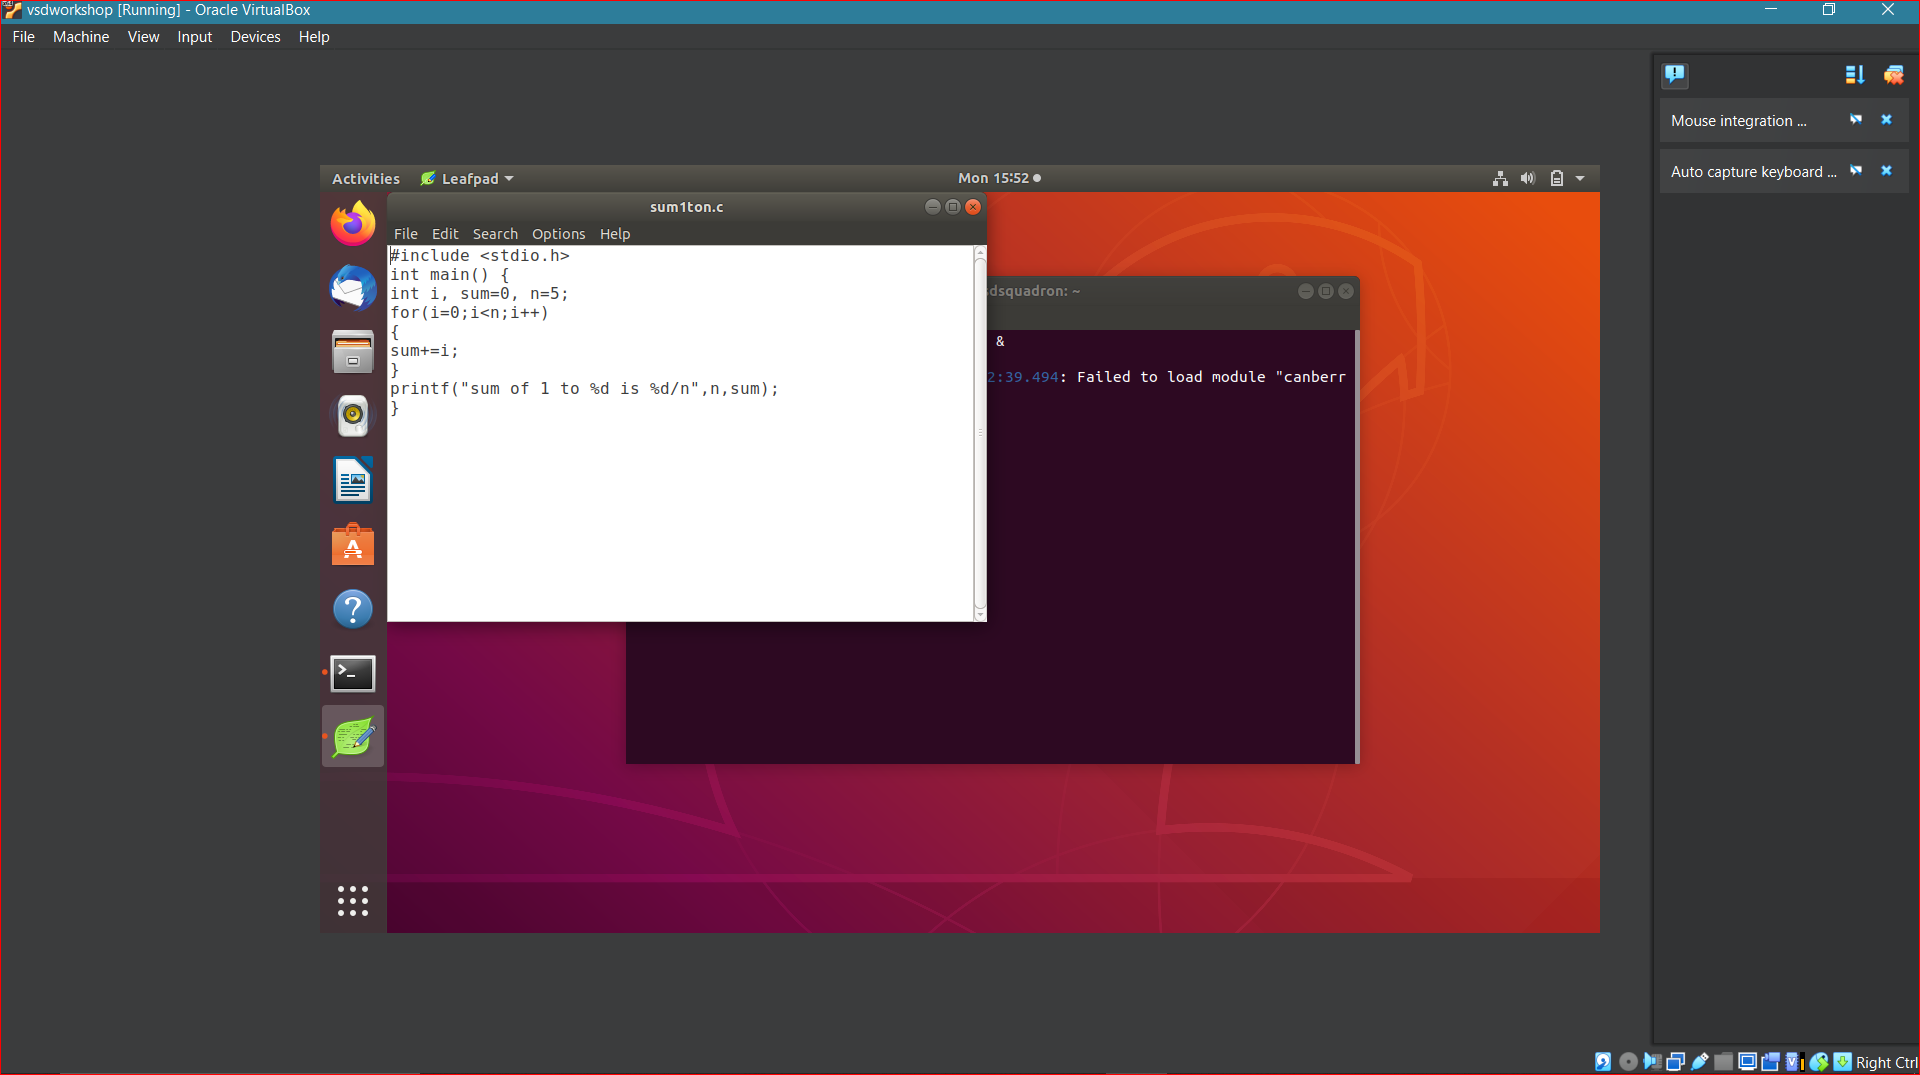 vsdworkshop [Running] - Oracle VirtualBox
File Machine View Input Devices Help
Mouse integration ...
Auto capture keyboard ...
Activities Leafpad Mon 15:52
sum1ton.c
File Edit Search Options Help
#include <stdio.h>
int main() {
int i, sum=0, n=5;
for(i=0;i<n;i++)
{
sum+=i;
}
printf("sum of 1 to %d is %d/n",n,sum);
}
sdsquadron: ~
&
2:39.494: Failed to load module "canberr
Right Ctrl